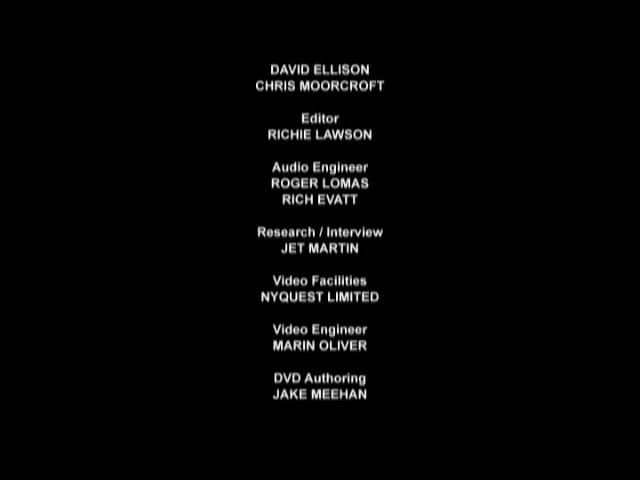 DAVID ELLISON
CHRIS MOORCROFT
Editor
RICHIE LAWSON
Audio Engineer
ROGER LOMAS
RICH EVATT
Research / Interview
JET MARTIN
Video Facilities
NYQUEST LIMITED
Video Engineer
MARIN OLIVER
DVD Authoring
JAKE MEEHAN